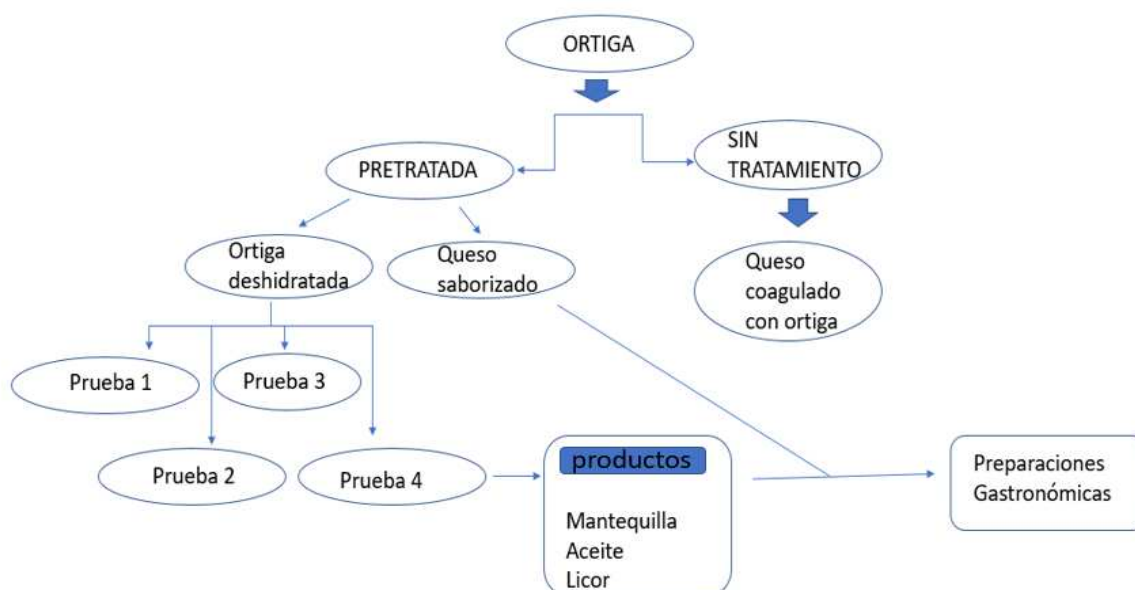 ORTIGA
SIN
TRATAMIENTO
PRETRATADA
Ortiga
deshidratada
Queso
saborizado
Queso
coagulado
con ortiga
Prueba 1
Prueba 3
Prueba 2
Prueba 4
productos
Mantequilla
Aceite
Licor
Preparaciones
Gastronómicas